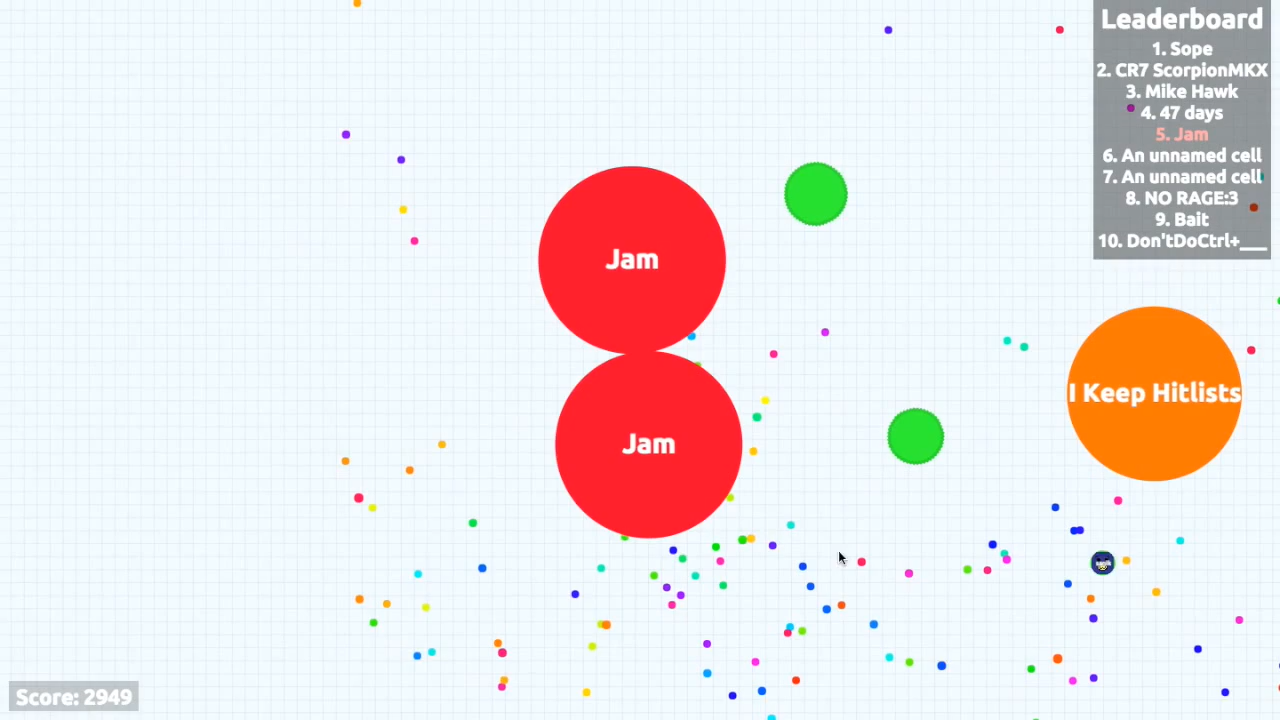 Leaderboard
1. Sope
2. CR7 ScorpionMKX
3. Mike Hawk
4. 47 days
5. Jam
6. An unnamed cell
7. An unnamed cell
8. NO RAGE:3
9. Bait
10. Don'tDoCtrl+___
Jam
I Keep Hitlists
Jam
Score: 2949